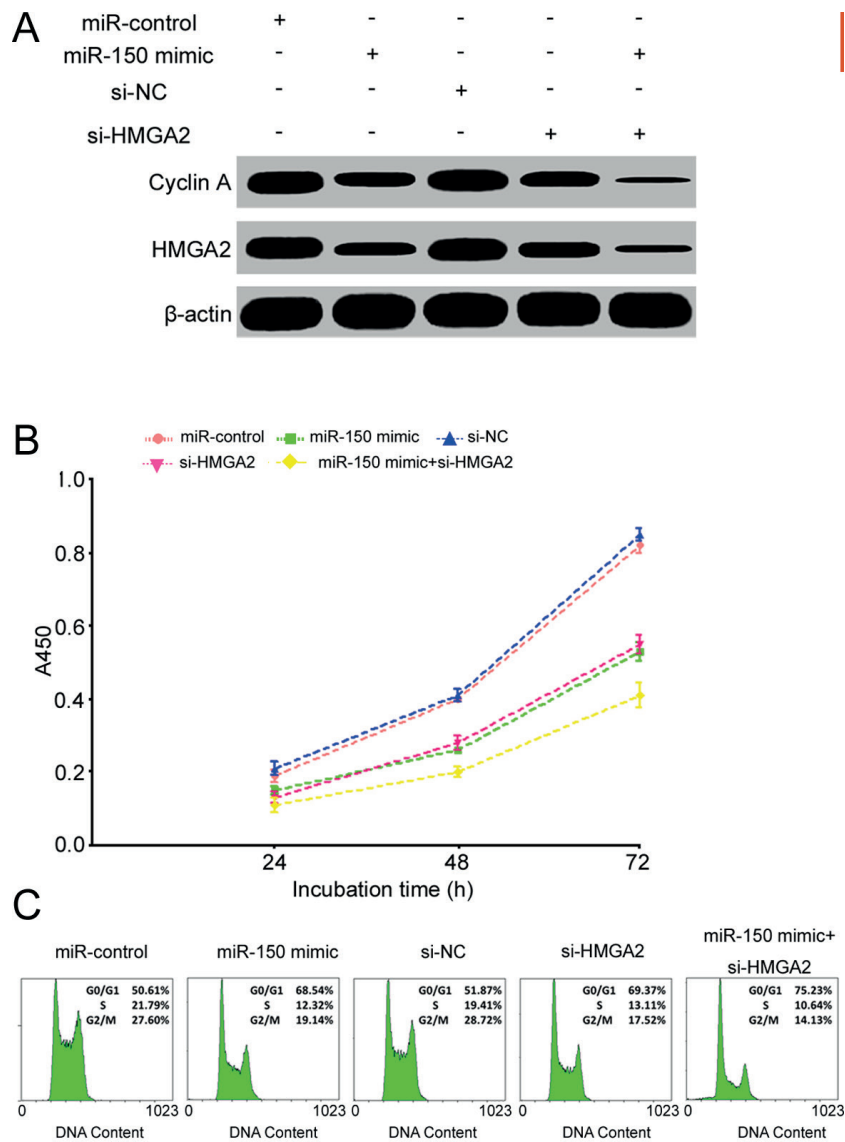 A
miR-control + - - - -
miR-150 mimic - + - - +
si-NC - - + - -
si-HMGA2 - - - + +
Cyclin A
HMGA2
β-actin
B
miR-control miR-150 mimic si-NC
si-HMGA2 miR-150 mimic+si-HMGA2
1.0
0.8
0.6
A450
0.4
0.2
0.0
24 48 72
Incubation time (h)
C
miR-control miR-150 mimic si-NC si-HMGA2 miR-150 mimic+
si-HMGA2
G0/G1 50.61% G0/G1 68.54% G0/G1 51.87% G0/G1 69.37% G0/G1 75.23%
S 21.79% S 12.32% S 19.41% S 13.11% S 10.64%
G2/M 27.60% G2/M 19.14% G2/M 28.72% G2/M 17.52% G2/M 14.13%
0 1023 0 1023 0 1023 0 1023 0 1023
DNA Content DNA Content DNA Content DNA Content DNA Content